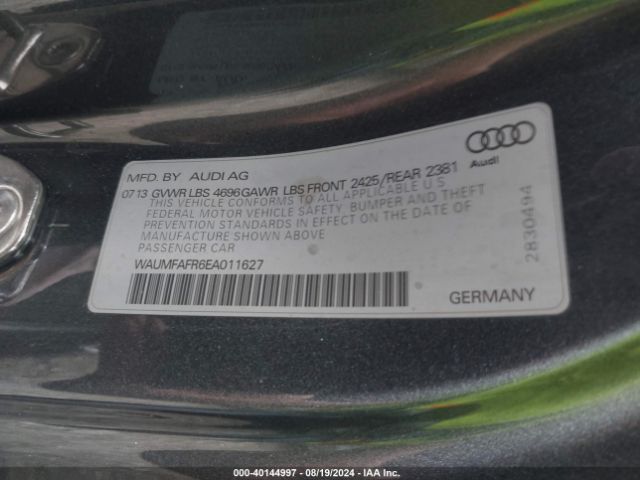 MFD. BY AUDI AG
0713 GVWR LBS 4696GAWR LBS FRONT 2425/REAR 2381
THIS VEHICLE CONFORMS TO ALL APPLICABLE U S
FEDERAL MOTOR VEHICLE SAFETY, BUMPER AND THEFT
PREVENTION STANDARDS IN EFFECT ON THE DATE OF
MANUFACTURE SHOWN ABOVE
PASSENGER CAR
WAUMFAFR6EA011627
Audi
2830494
GERMANY
000-40144997 - 08/19/2024 - IAA Inc.